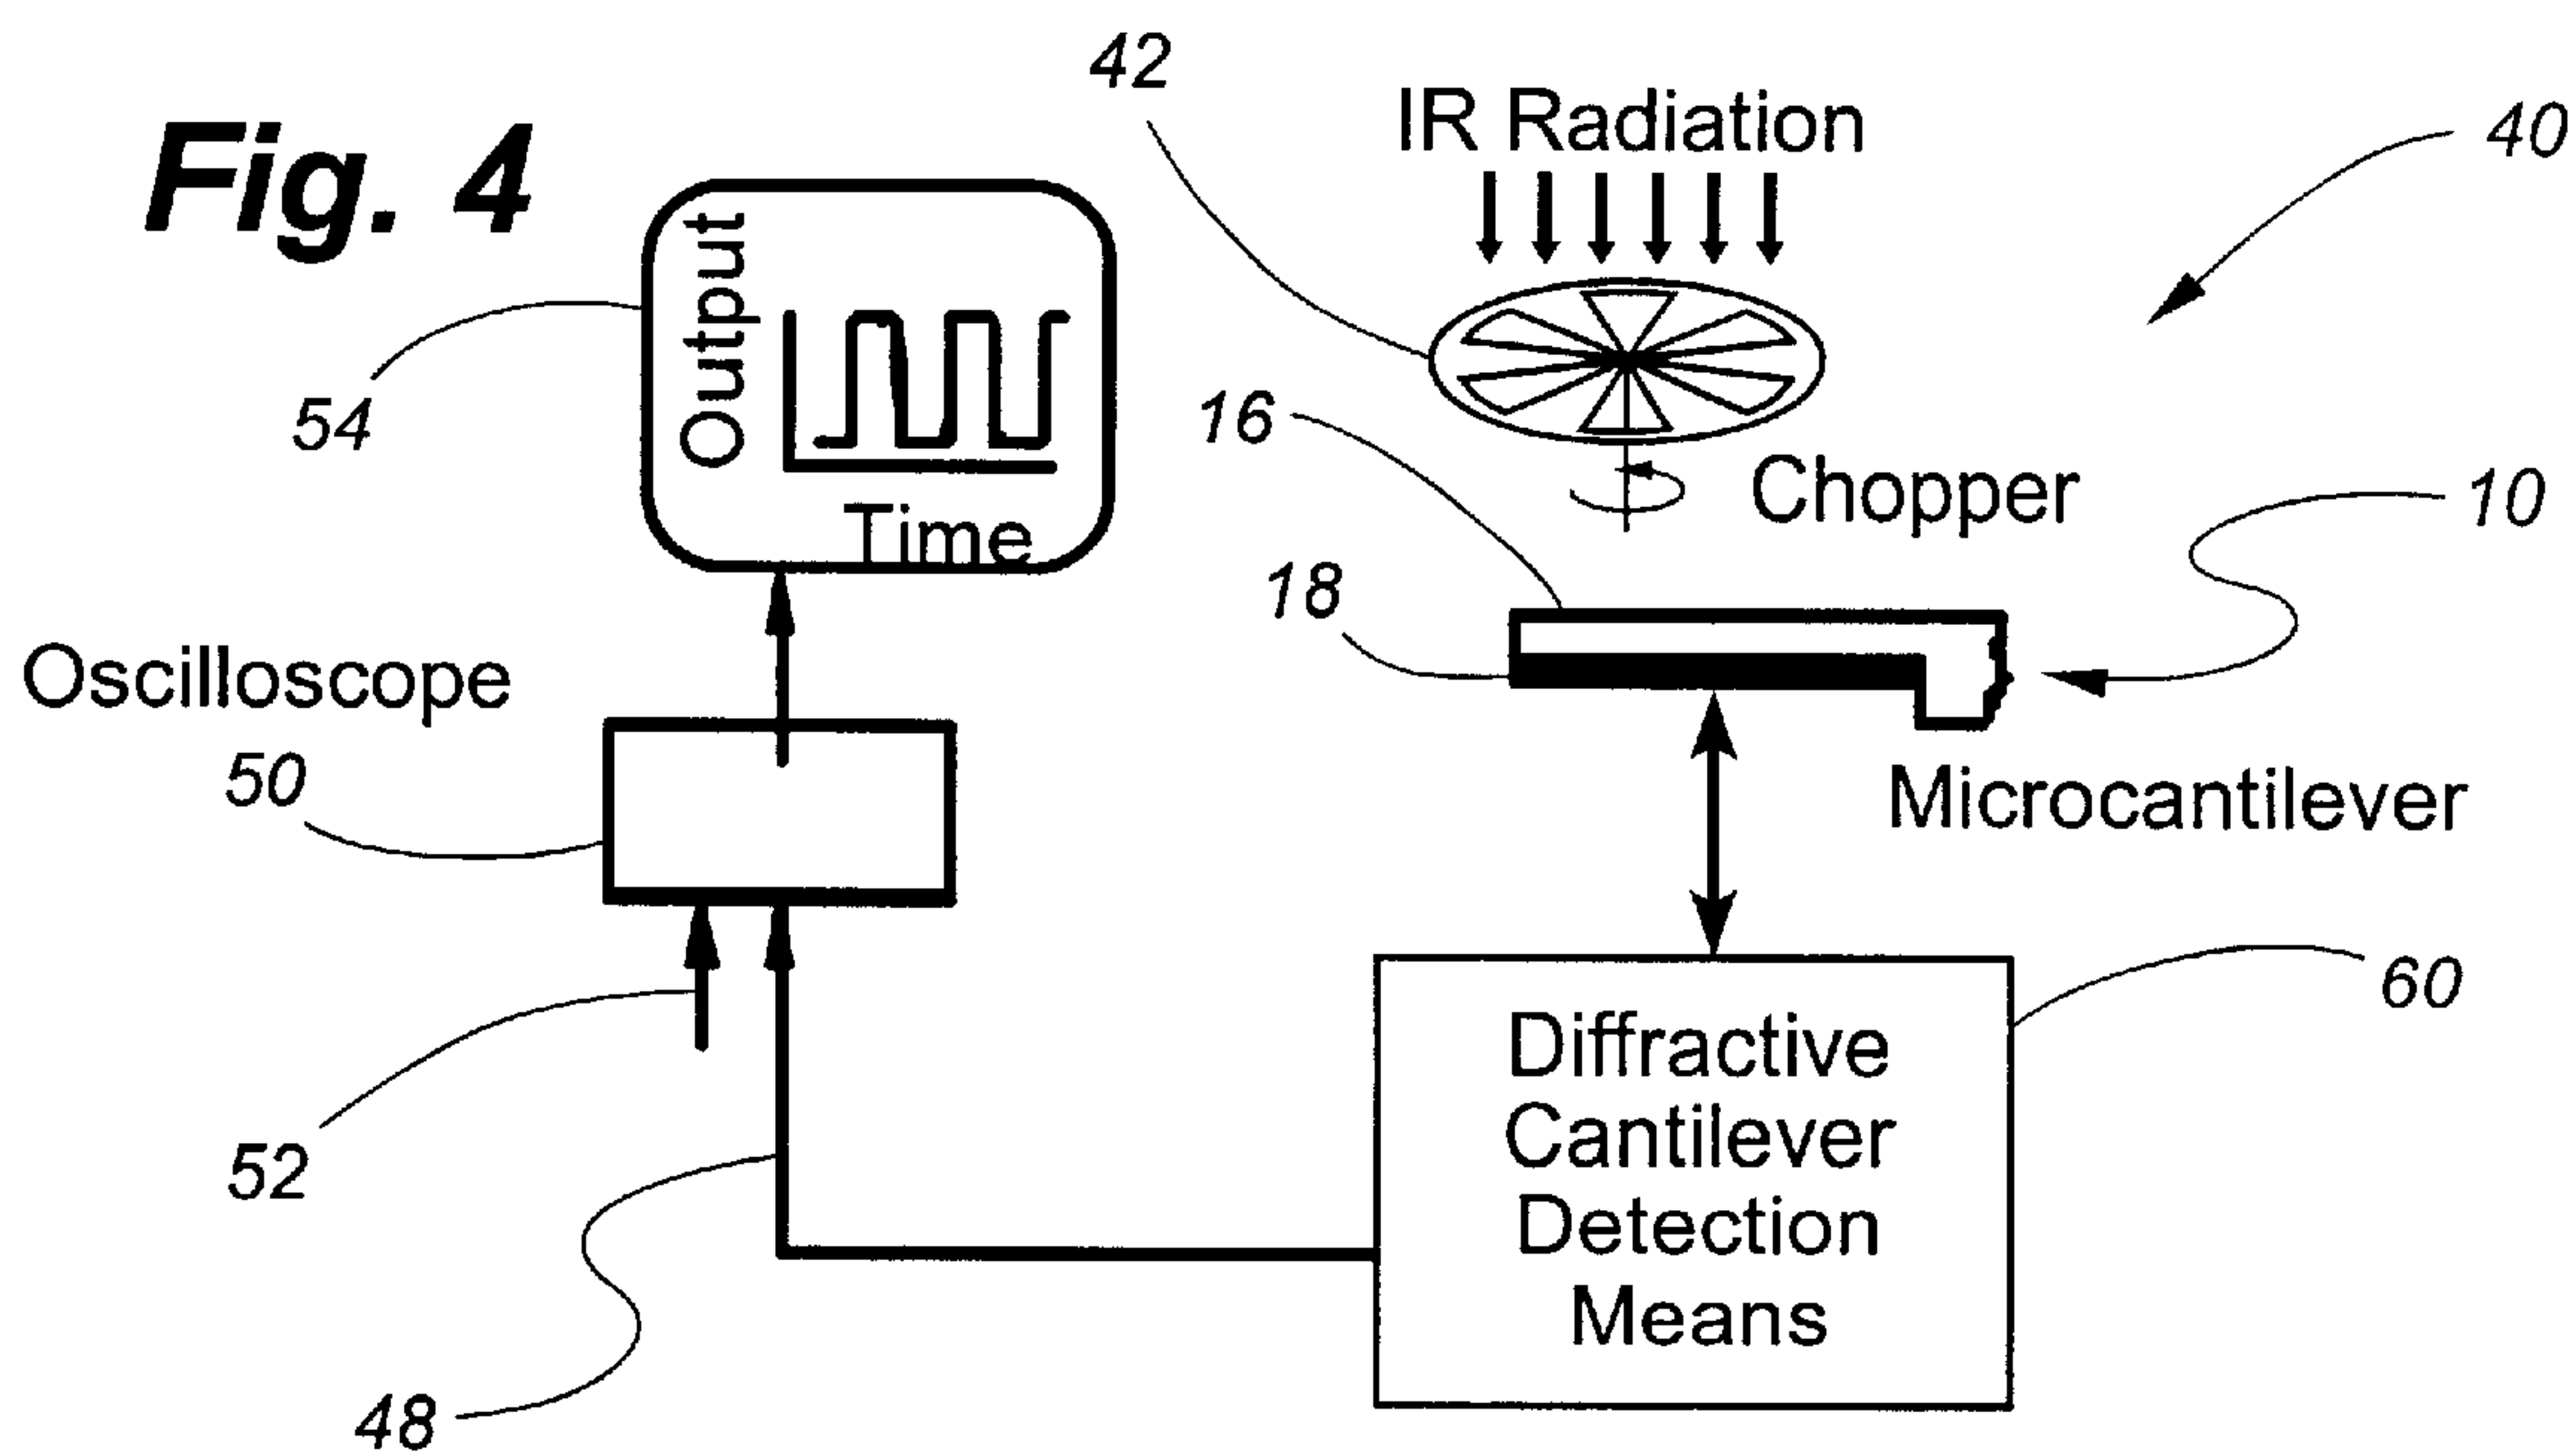 Fig. 4
42
IR Radiation
40
Output
Time
54
16
Chopper
10
18
Oscilloscope
50
Microcantilever
52
48
Diffractive
Cantilever
Detection
Means
60